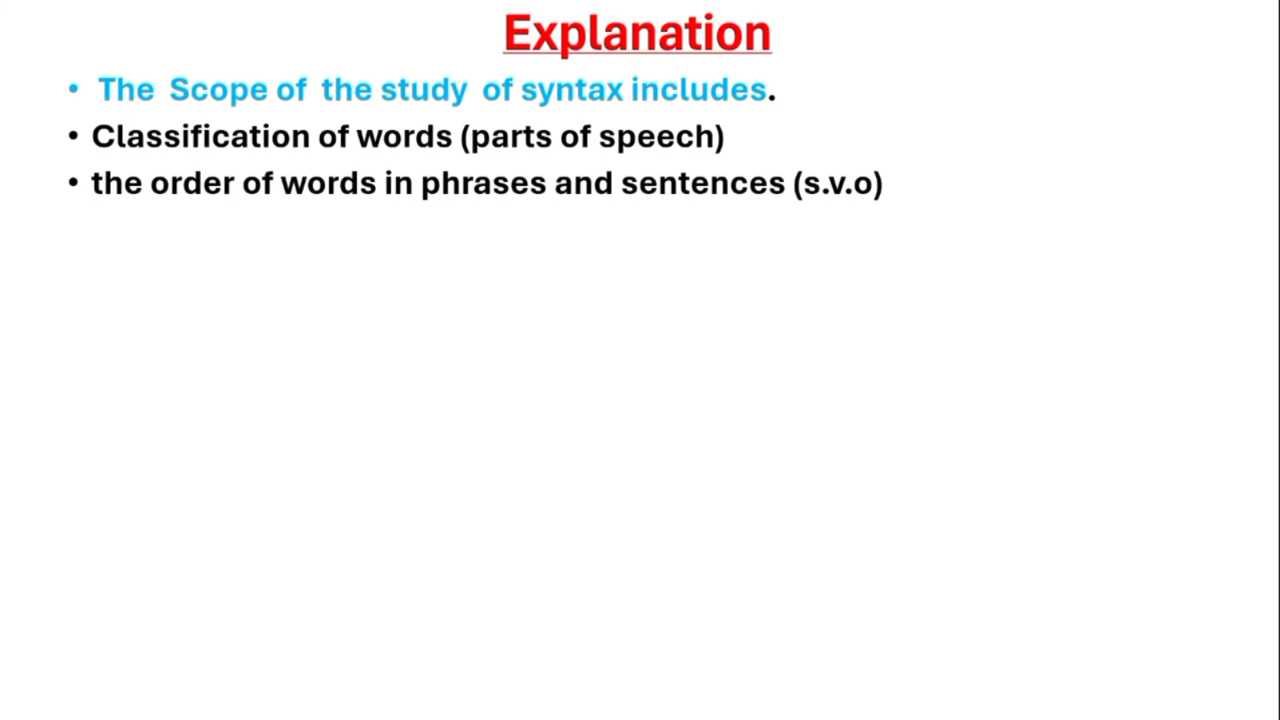 Explanation
• The Scope of the study of syntax includes.
• Classification of words (parts of speech)
• the order of words in phrases and sentences (s.v.o)